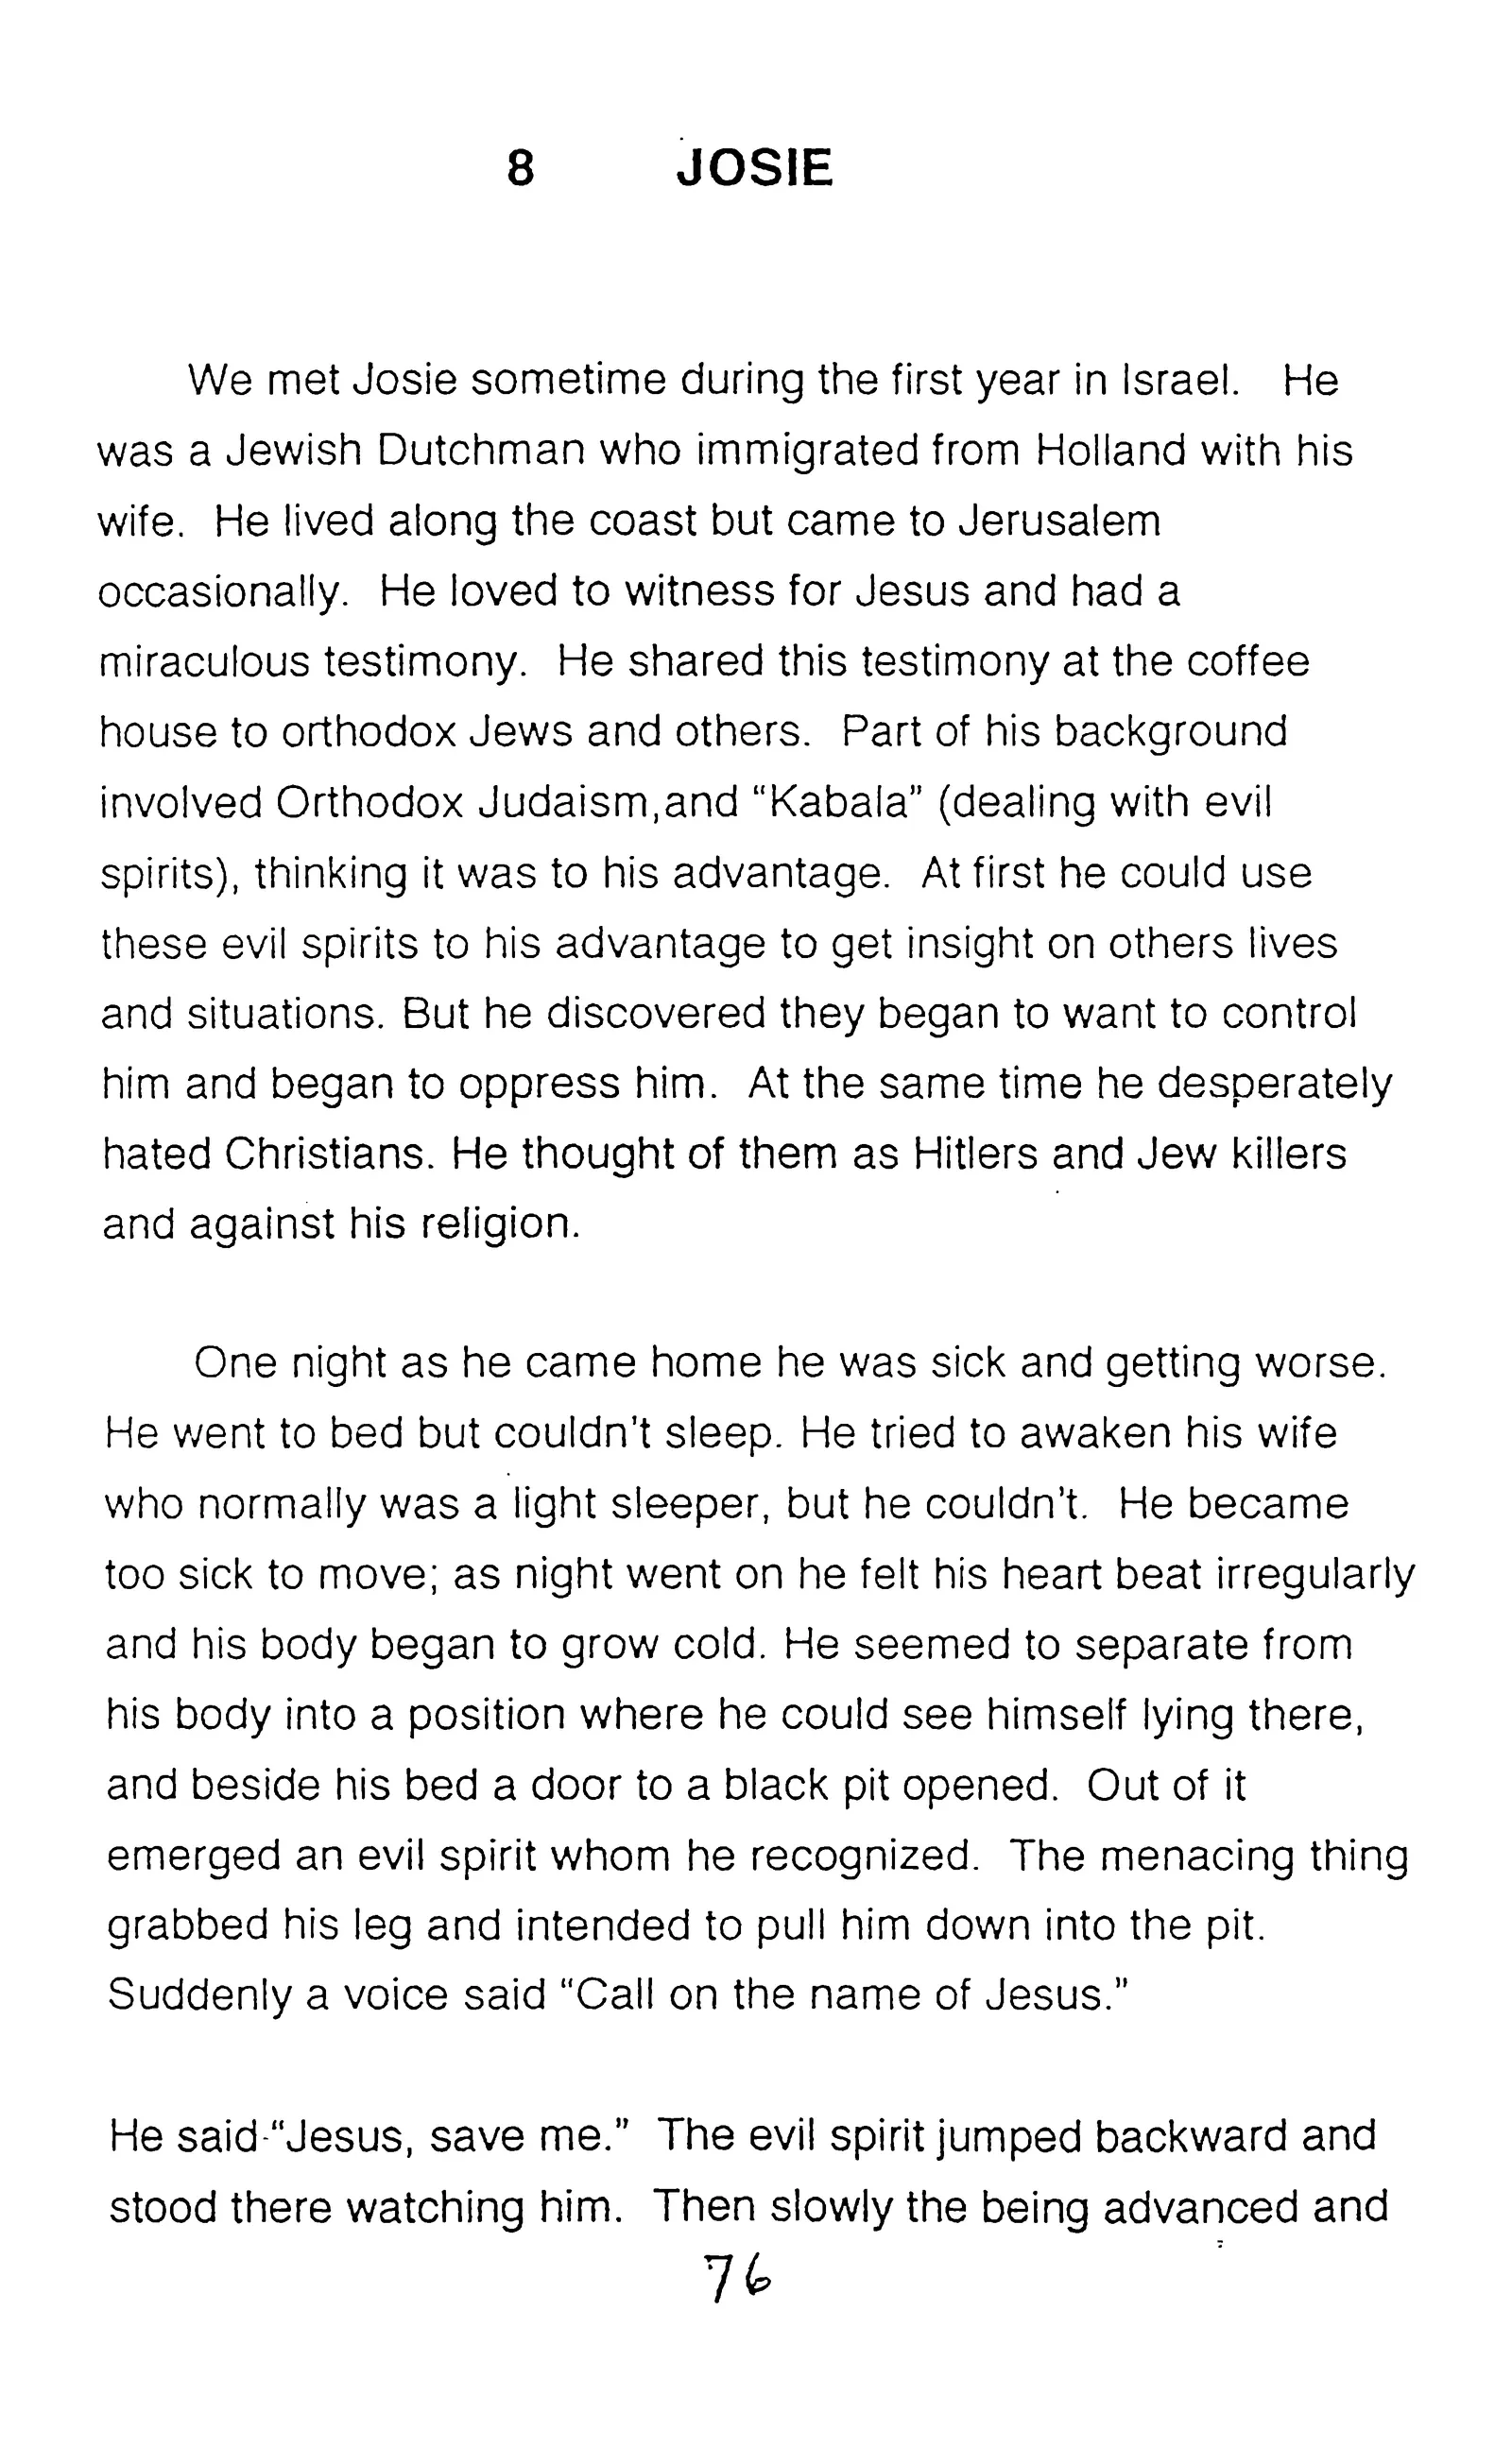 8 JOSIE
We met Josie sometime during the first year in Israel. He
was a Jewish Dutchman who immigrated from Holland with his
wife. He lived along the coast but came to Jerusalem
occasionally. He loved to witness for Jesus and had a
miraculous testimony. He shared this testimony at the coffee
house to orthodox Jews and others. Part of his background
involved Orthodox Judaism,and "Kabala" (dealing with evil
spirits), thinking it was to his advantage. At first he could use
these evil spirits to his advantage to get insight on others lives
and situations. But he discovered they began to want to control
him and began to oppress him. At the same time he desperately
hated Christians. He thought of them as Hitlers and Jew killers
and against his religion.
One night as he came home he was sick and getting worse.
He went to bed but couldn't sleep. He tried to awaken his wife
who normally was a light sleeper, but he couldn't. He became
too sick to move; as night went on he felt his heart beat irregularly
and his body began to grow cold. He seemed to separate from
his body into a position where he could see himself lying there,
and beside his bed a door to a black pit opened. Out of it
emerged an evil spirit whom he recognized. The menacing thing
grabbed his leg and intended to pull him down into the pit.
Suddenly a voice said "Call on the name of Jesus."
He said "Jesus, save me." The evil spirit jumped backward and
stood there watching him. Then slowly the being advanced and
76